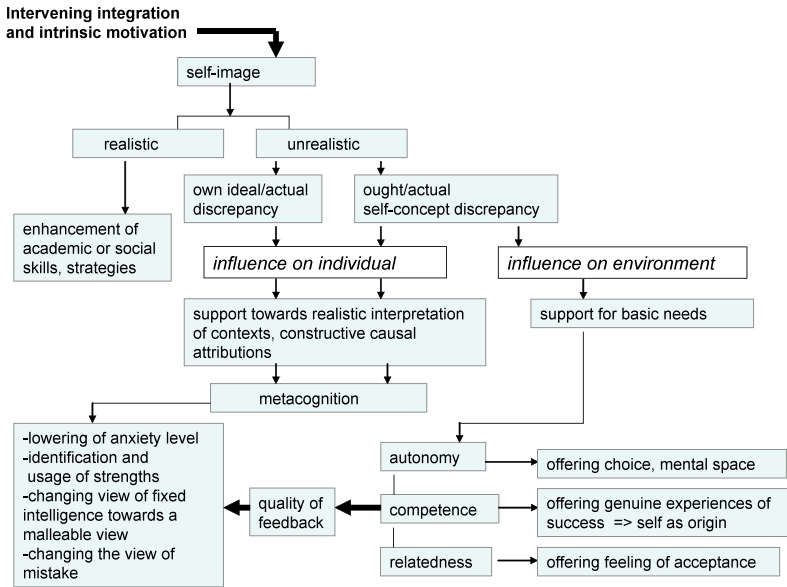 Intervening integration
and intrinsic motivation
self-image
realistic
unrealistic
own ideal/actual
discrepancy
ought/actual
self-concept discrepancy
enhancement of
academic or social
skills, strategies
influence on individual
influence on environment
support towards realistic interpretation
of contexts, constructive causal
attributions
support for basic needs
metacognition
-lowering of anxiety level
-identification and
usage of strengths
-changing view of fixed
intelligence towards a
malleable view
-changing the view of
mistake
quality of
feedback
autonomy
offering choice, mental space
competence
offering genuine experiences of
success => self as origin
relatedness
offering feeling of acceptance